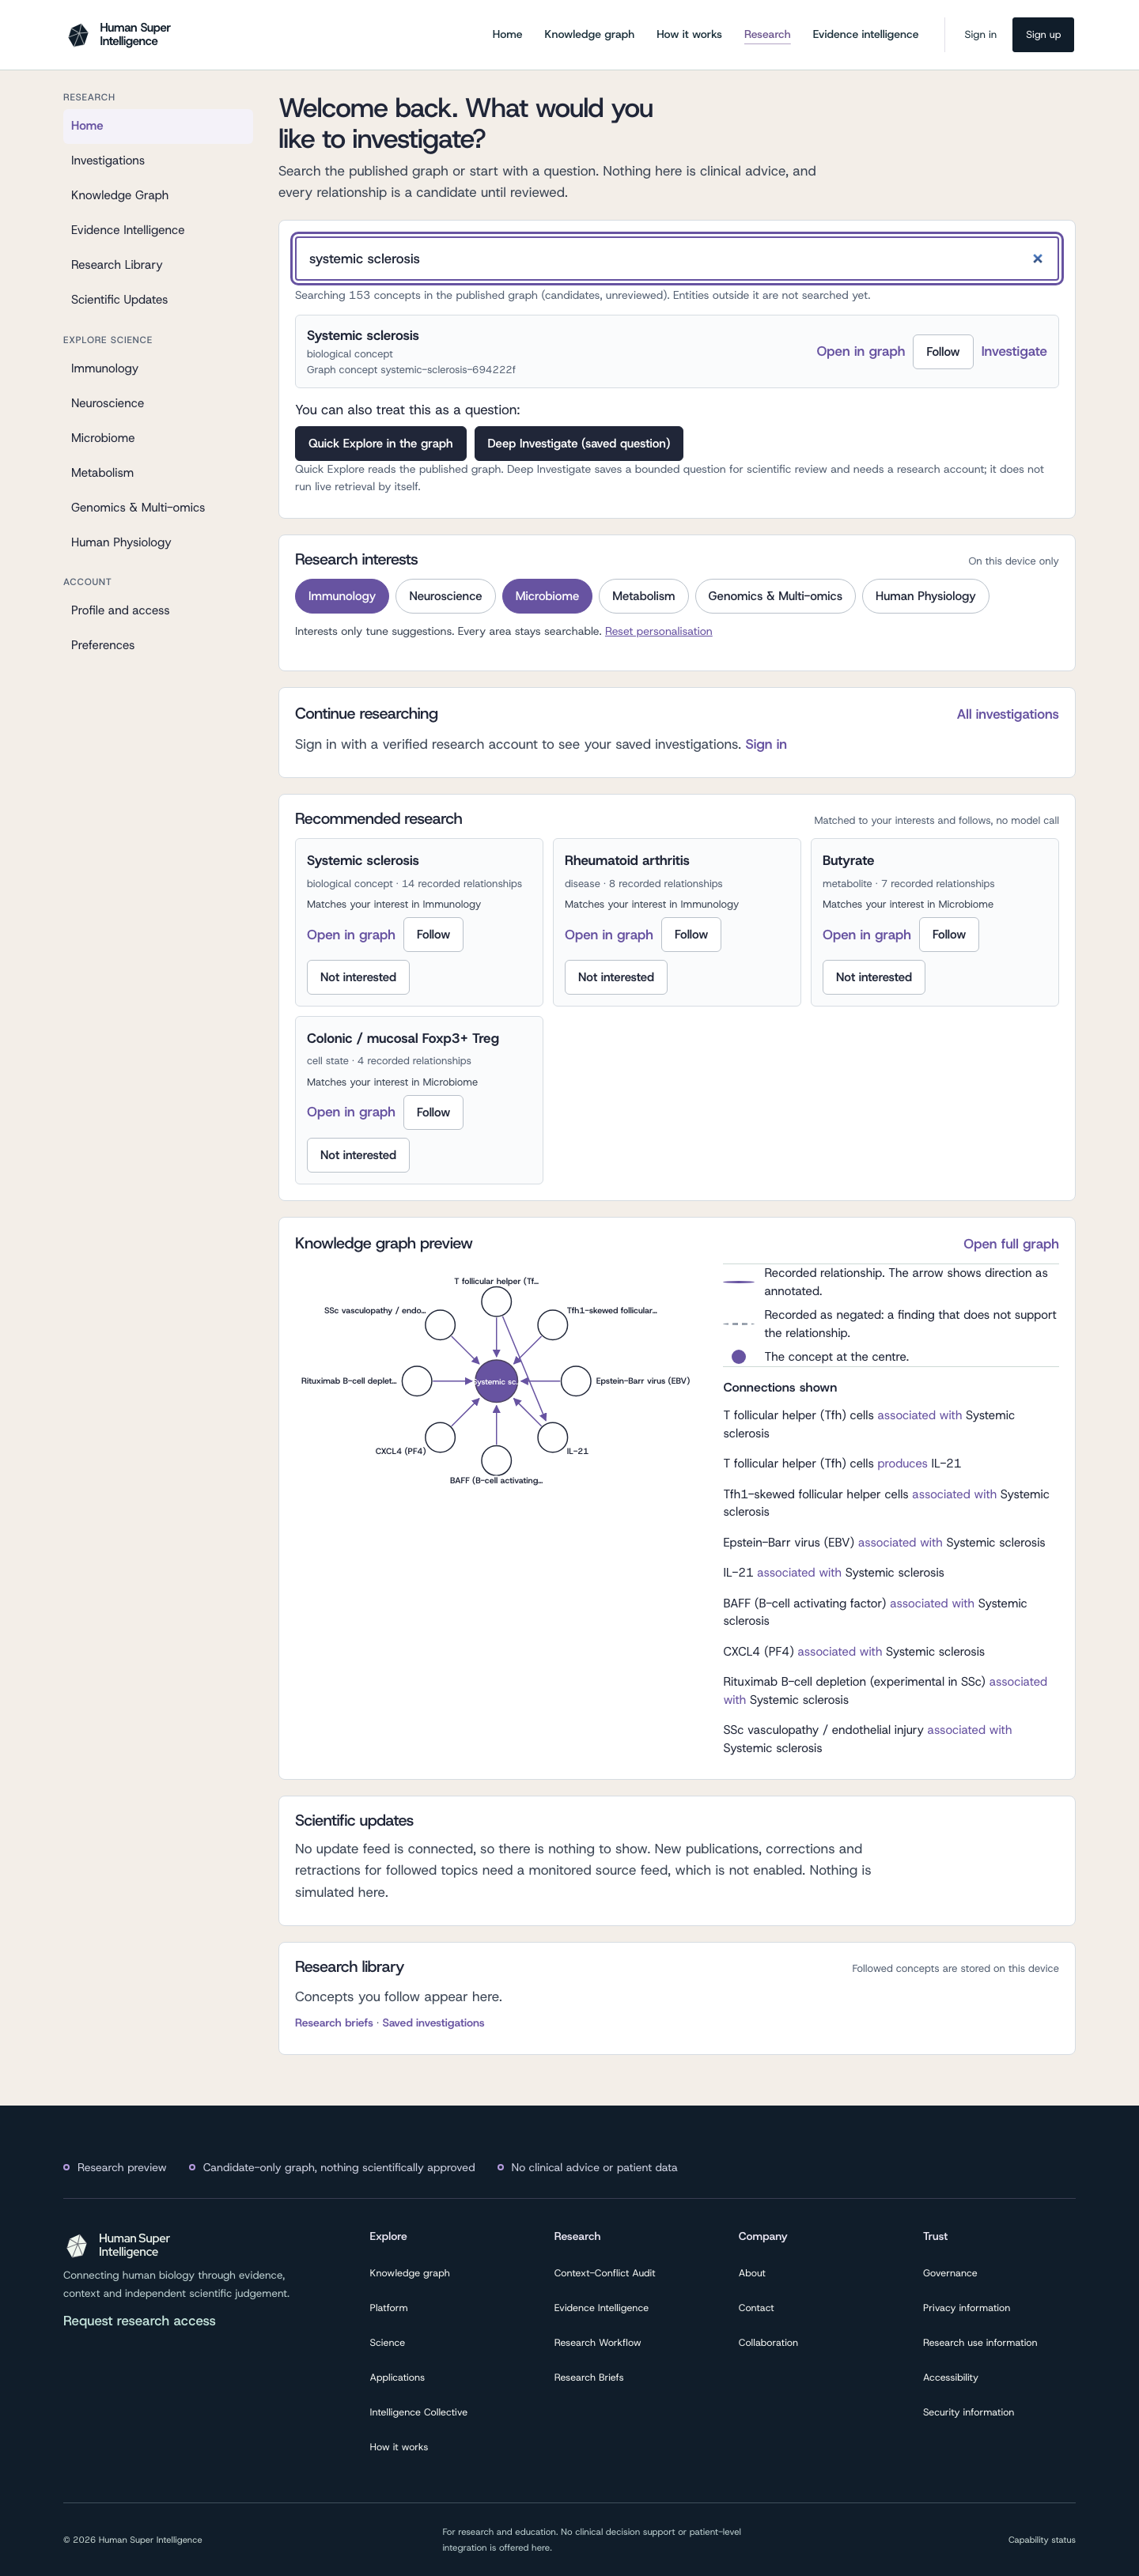 Human Super
Intelligence
Home
Knowledge graph
How it works
Research
Evidence intelligence
Sign in
Sign up
RESEARCH
Home
Investigations
Knowledge Graph
Evidence Intelligence
Research Library
Scientific Updates
EXPLORE SCIENCE
Immunology
Neuroscience
Microbiome
Metabolism
Genomics & Multi-omics
Human Physiology
ACCOUNT
Profile and access
Preferences
Welcome back. What would you
like to investigate?
Search the published graph or start with a question. Nothing here is clinical advice, and
every relationship is a candidate until reviewed.
systemic sclerosis
Searching 153 concepts in the published graph (candidates, unreviewed). Entities outside it are not searched yet.
Systemic sclerosis
biological concept
Graph concept systemic-sclerosis-694222f
Open in graph
Follow
Investigate
You can also treat this as a question:
Quick Explore in the graph
Deep Investigate (saved question)
Quick Explore reads the published graph. Deep Investigate saves a bounded question for scientific review and needs a research account; it does not
run live retrieval by itself.
Research interests
On this device only
Immunology
Neuroscience
Microbiome
Metabolism
Genomics & Multi-omics
Human Physiology
Interests only tune suggestions. Every area stays searchable. Reset personalisation
Continue researching
All investigations
Sign in with a verified research account to see your saved investigations. Sign in
Recommended research
Matched to your interests and follows, no model call
Systemic sclerosis
biological concept · 14 recorded relationships
Matches your interest in Immunology
Open in graph
Follow
Not interested
Rheumatoid arthritis
disease · 8 recorded relationships
Matches your interest in Immunology
Open in graph
Follow
Not interested
Butyrate
metabolite · 7 recorded relationships
Matches your interest in Microbiome
Open in graph
Follow
Not interested
Colonic / mucosal Foxp3+ Treg
cell state · 4 recorded relationships
Matches your interest in Microbiome
Open in graph
Follow
Not interested
Knowledge graph preview
Open full graph
T follicular helper (Tf…
SSc vasculopathy / endo…
Tfh1-skewed follicular…
Rituximab B-cell deplet…
ystemic sc…
Epstein-Barr virus (EBV)
CXCL4 (PF4)
IL-21
BAFF (B-cell activating…
Recorded relationship. The arrow shows direction as
annotated.
Recorded as negated: a finding that does not support
the relationship.
The concept at the centre.
Connections shown
T follicular helper (Tfh) cells associated with Systemic
sclerosis
T follicular helper (Tfh) cells produces IL-21
Tfh1-skewed follicular helper cells associated with Systemic
sclerosis
Epstein-Barr virus (EBV) associated with Systemic sclerosis
IL-21 associated with Systemic sclerosis
BAFF (B-cell activating factor) associated with Systemic
sclerosis
CXCL4 (PF4) associated with Systemic sclerosis
Rituximab B-cell depletion (experimental in SSc) associated
with Systemic sclerosis
SSc vasculopathy / endothelial injury associated with
Systemic sclerosis
Scientific updates
No update feed is connected, so there is nothing to show. New publications, corrections and
retractions for followed topics need a monitored source feed, which is not enabled. Nothing is
simulated here.
Research library
Followed concepts are stored on this device
Concepts you follow appear here.
Research briefs · Saved investigations
Research preview
Candidate-only graph, nothing scientifically approved
No clinical advice or patient data
Human Super
Intelligence
Connecting human biology through evidence,
context and independent scientific judgement.
Request research access
Explore
Knowledge graph
Platform
Science
Applications
Intelligence Collective
How it works
Research
Context-Conflict Audit
Evidence Intelligence
Research Workflow
Research Briefs
Company
About
Contact
Collaboration
Trust
Governance
Privacy information
Research use information
Accessibility
Security information
© 2026 Human Super Intelligence
For research and education. No clinical decision support or patient-level
integration is offered here.
Capability status